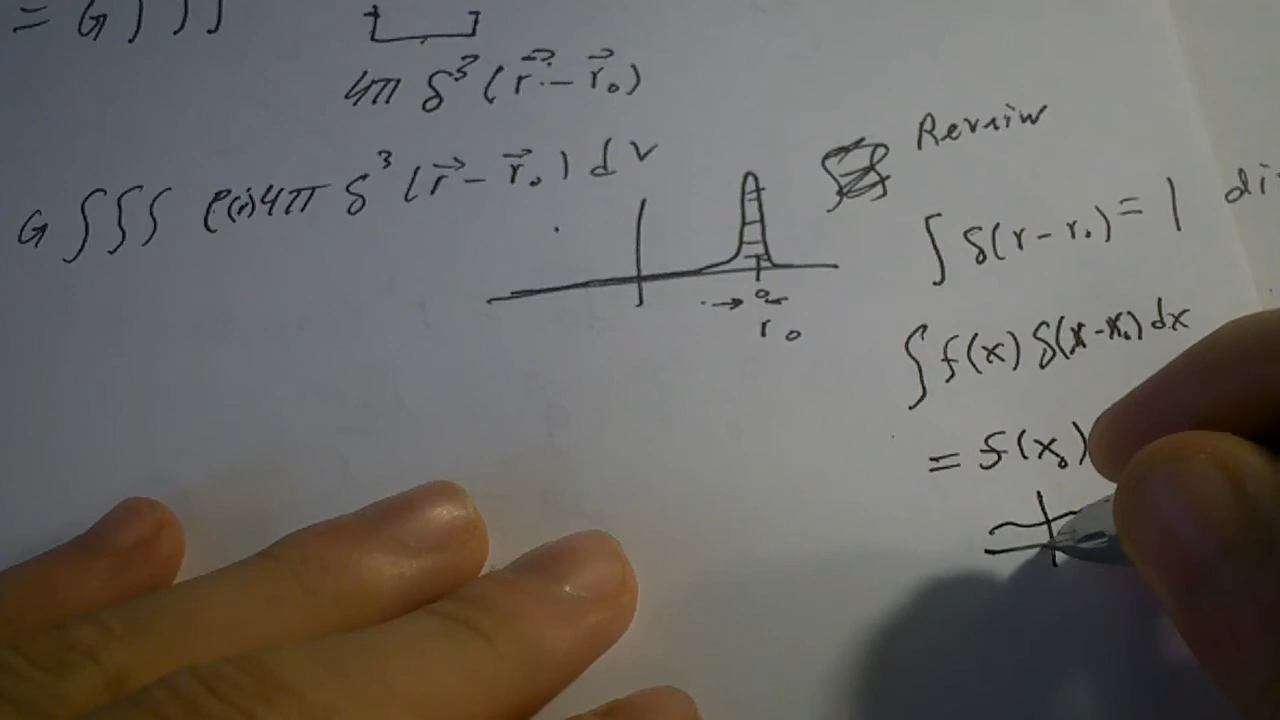 = G ∫∫∫
4π δ³(r⃗ - r⃗₀)
G ∫∫∫ ρ(r) 4π δ³(r⃗ - r⃗₀) dv
r₀
Review
∫ δ(r - r₀) = 1
∫ f(x) δ(x - x₀) dx
= f(x₀)